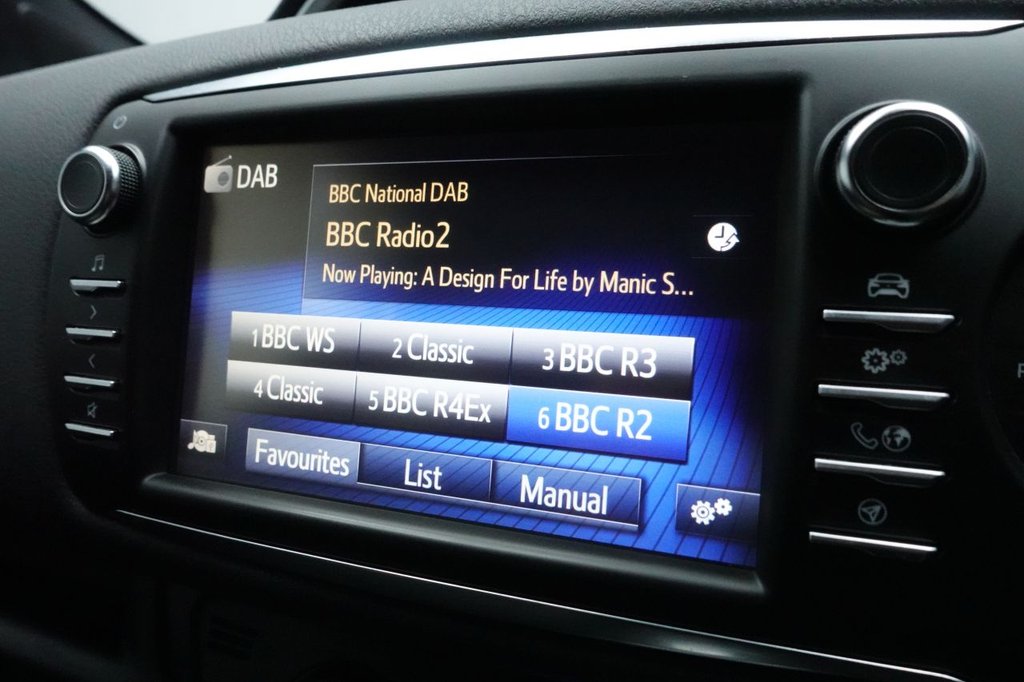 DAB
BBC National DAB
BBC Radio2
Now Playing: A Design For Life by Manic S...
1 BBC WS 2 Classic 3 BBC R3
4 Classic 5 BBC R4Ex 6 BBC R2
Favourites List Manual